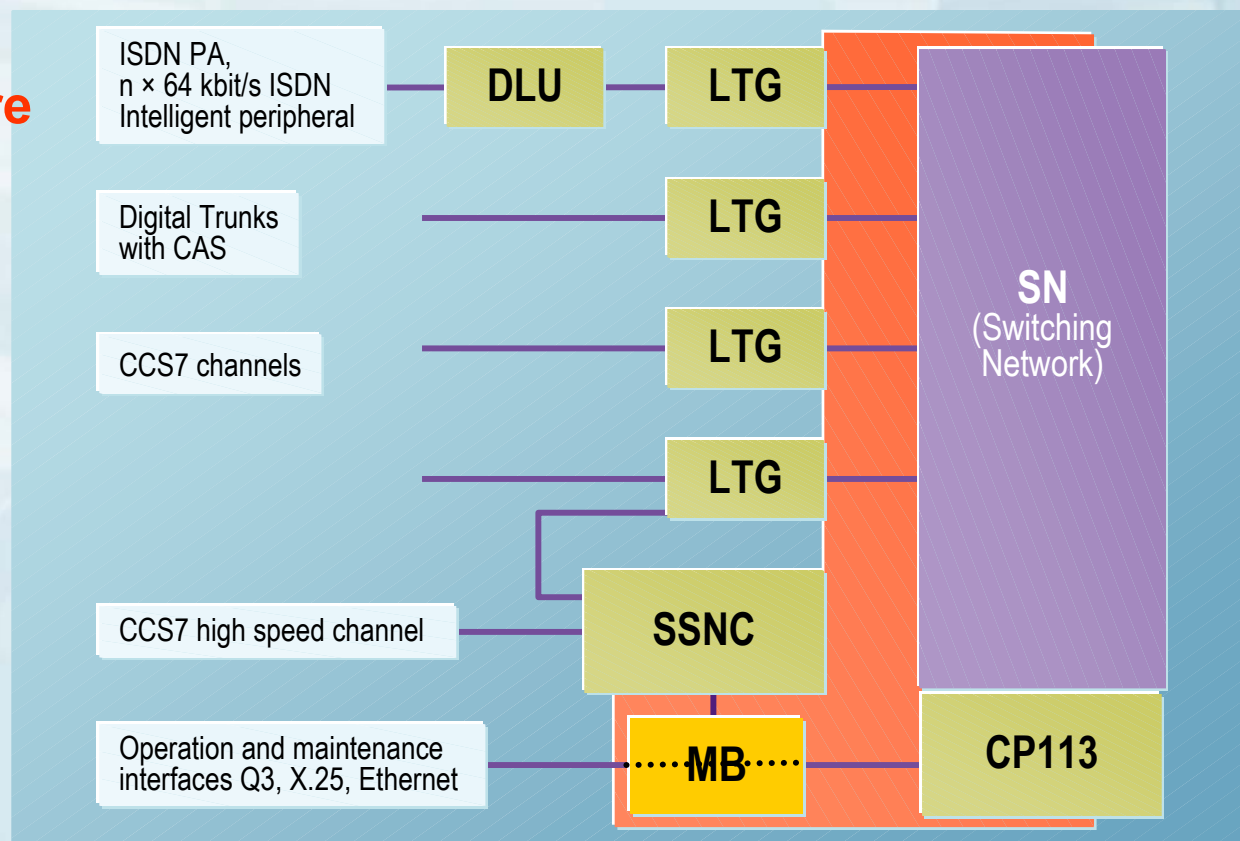 re
ISDN PA,
n × 64 kbit/s ISDN
Intelligent peripheral
DLU
LTG
Digital Trunks
with CAS
LTG
SN
(Switching
Network)
CCS7 channels
LTG
LTG
CCS7 high speed channel
SSNC
Operation and maintenance
interfaces Q3, X.25, Ethernet
MB
CP113